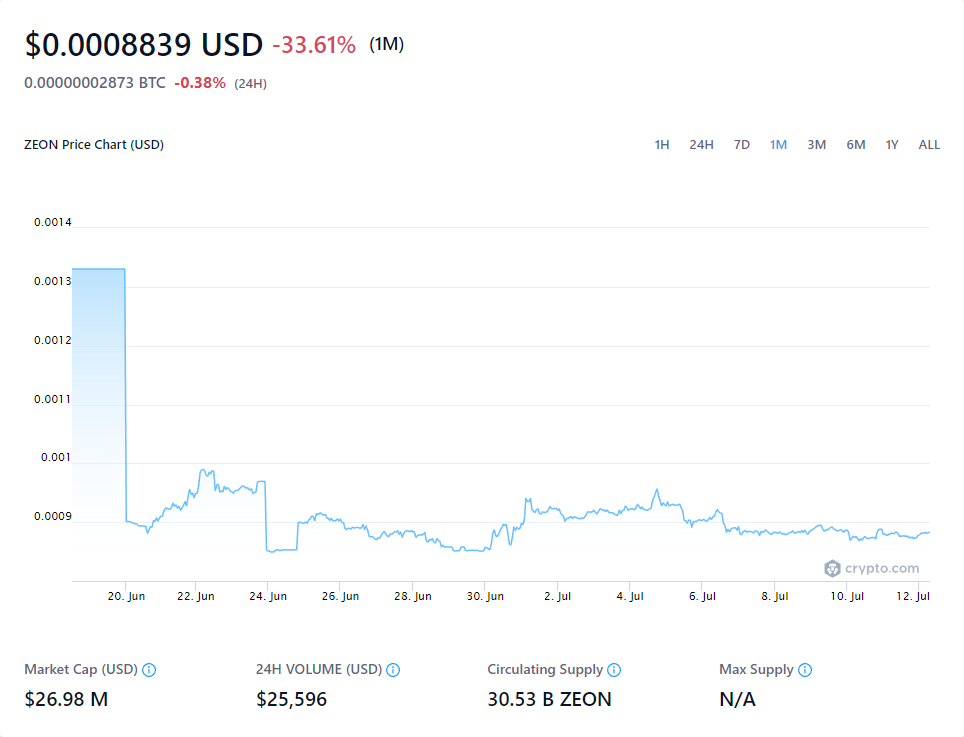 $0.0008839 USD -33.61% (1M)
0.00000002873 BTC -0.38% (24H)
ZEON Price Chart (USD) 1H 24H 7D 1M 3M 6M 1Y ALL
0.0014
0.0013
0.0012
0.0011
0.001
0.0009
crypto.com
20. Jun 22. Jun 24. Jun 26. Jun 28. Jun 30. Jun 2. Jul 4. Jul 6. Jul 8. Jul 10. Jul 12. Jul
Market Cap (USD) 24H VOLUME (USD) Circulating Supply Max Supply
$26.98 M $25,596 30.53 B ZEON N/A